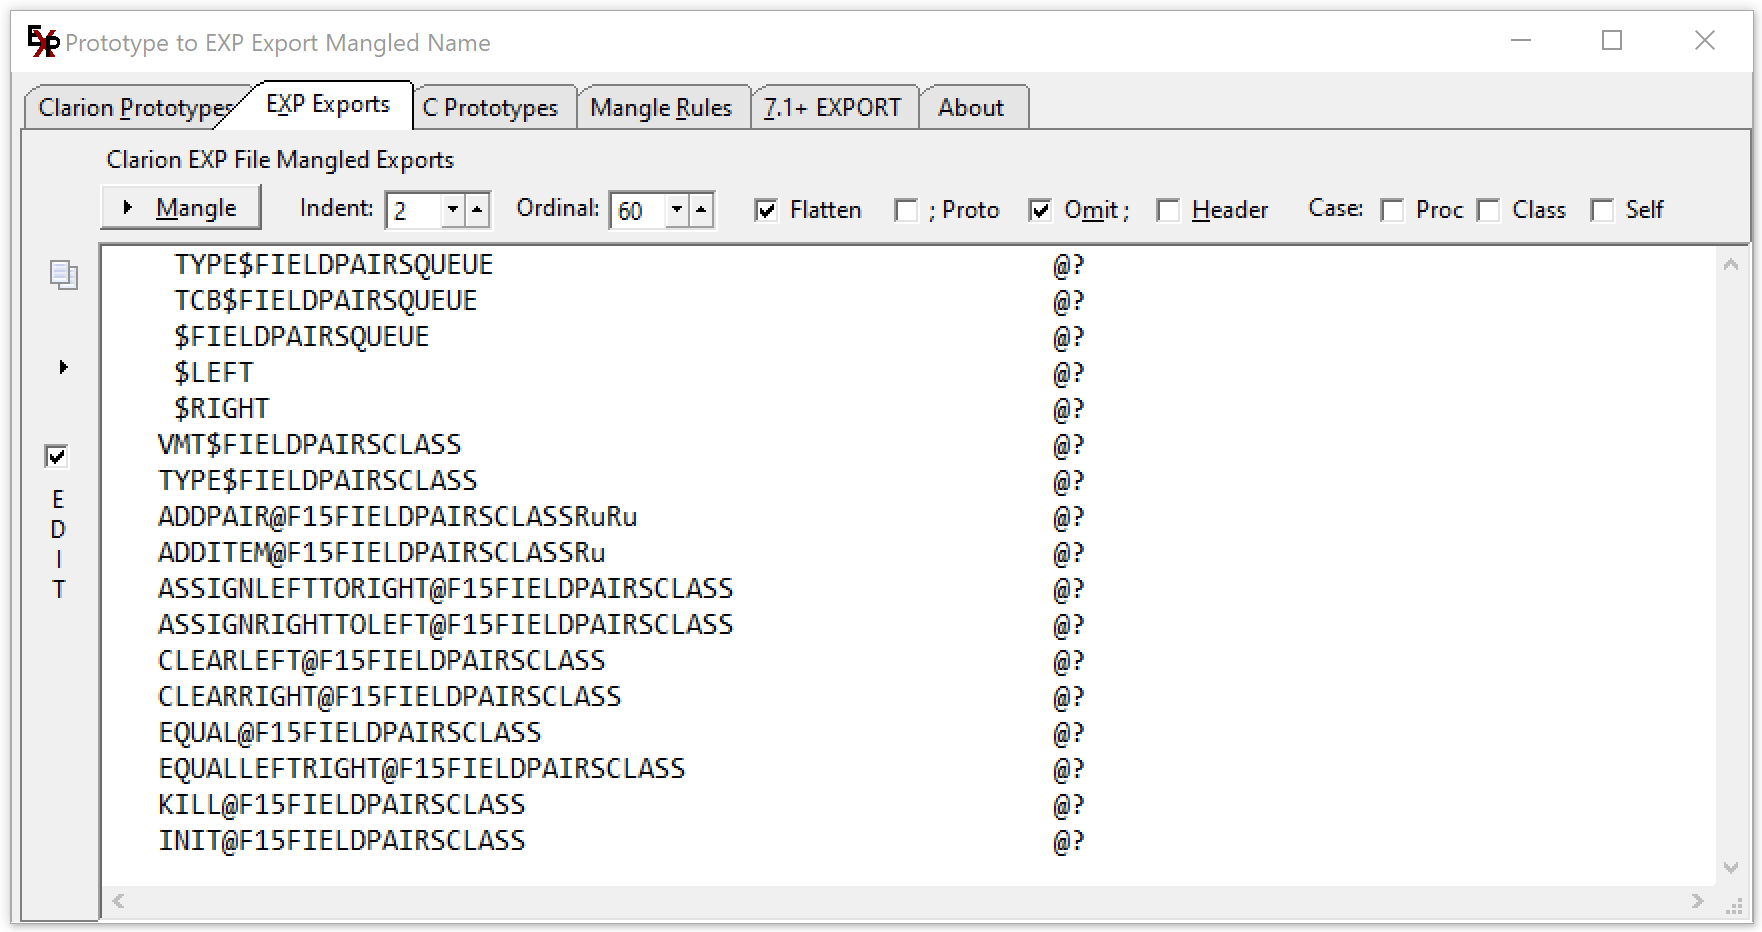 EXP Prototype to EXP Export Mangled Name
Clarion Prototypes EXP Exports C Prototypes Mangle Rules 7.1+ EXPORT About
Clarion EXP File Mangled Exports
Mangle Indent: 2 Ordinal: 60 Flatten ; Proto Omit ; Header Case: Proc Class Self
TYPE$FIELDPAIRSQUEUE @?
TCB$FIELDPAIRSQUEUE @?
$FIELDPAIRSQUEUE @?
$LEFT @?
$RIGHT @?
VMT$FIELDPAIRSCLASS @?
TYPE$FIELDPAIRSCLASS @?
ADDPAIR@F15FIELDPAIRSCLASSRuRu @?
ADDITEM@F15FIELDPAIRSCLASSRu @?
ASSIGNLEFTTORIGHT@F15FIELDPAIRSCLASS @?
ASSIGNRIGHTTOLEFT@F15FIELDPAIRSCLASS @?
CLEARLEFT@F15FIELDPAIRSCLASS @?
CLEARRIGHT@F15FIELDPAIRSCLASS @?
EQUAL@F15FIELDPAIRSCLASS @?
EQUALLEFTRIGHT@F15FIELDPAIRSCLASS @?
KILL@F15FIELDPAIRSCLASS @?
INIT@F15FIELDPAIRSCLASS @?
E
D
I
T